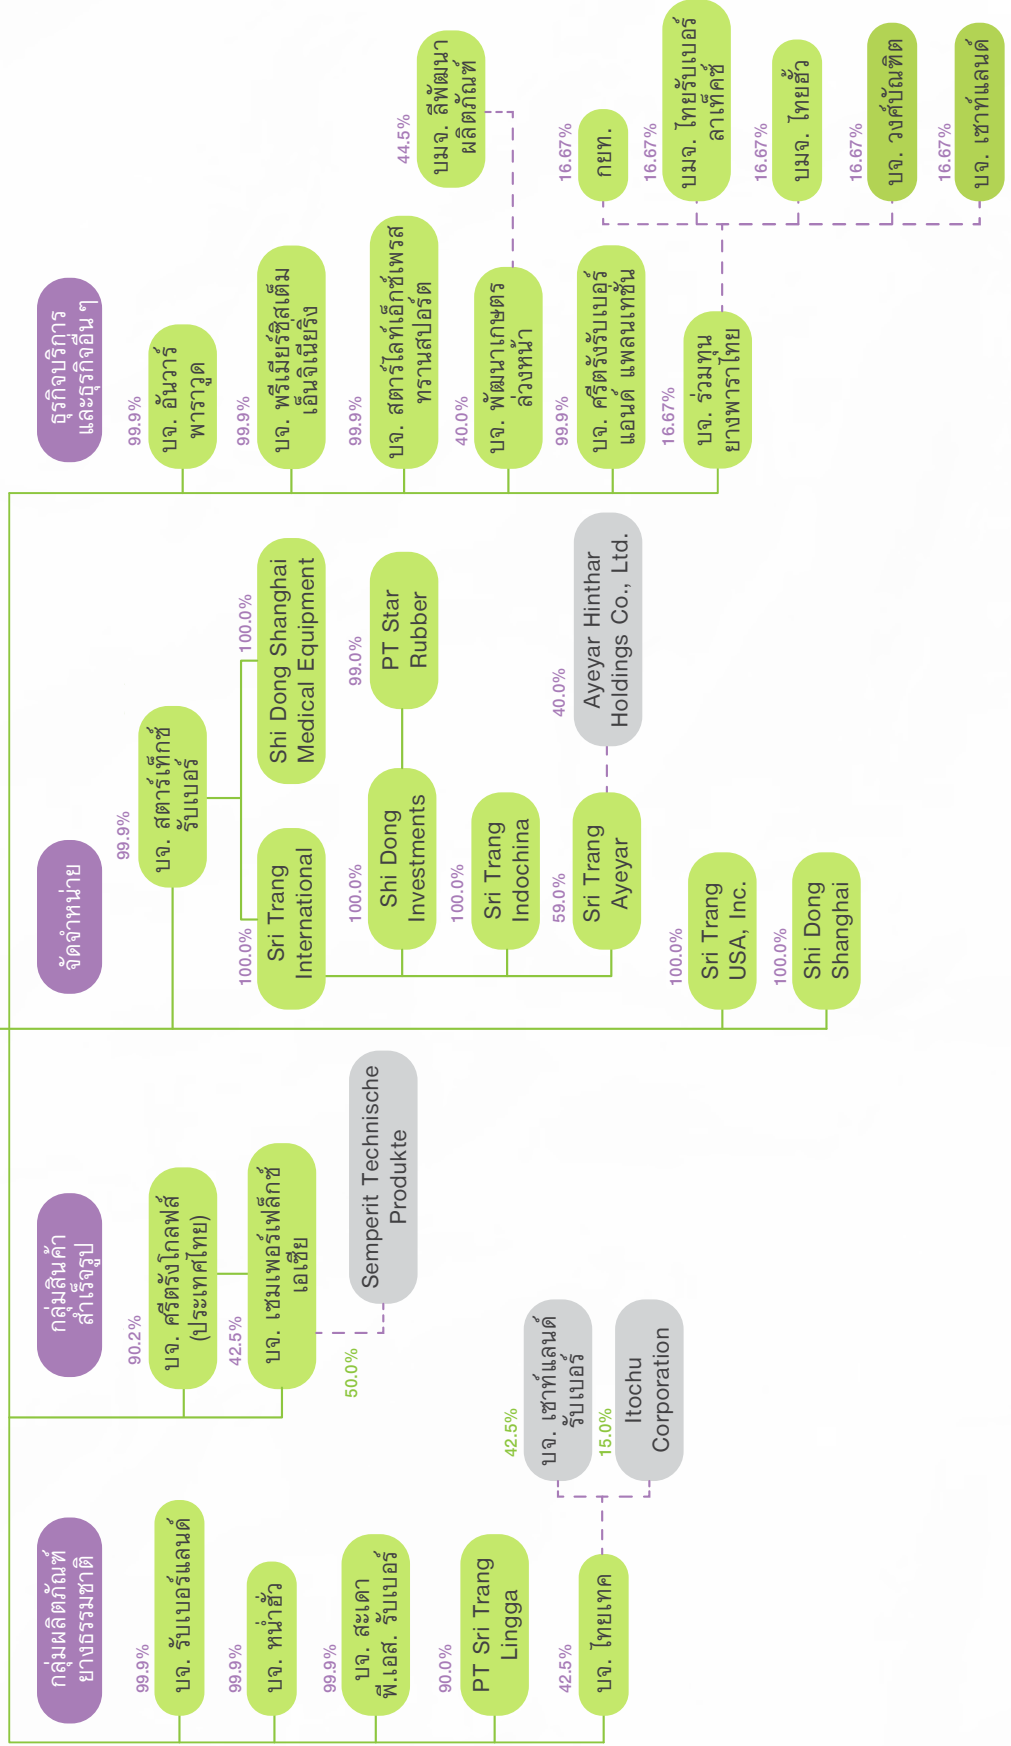 กลุ่มผลิตภัณฑ์
ยางธรรมชาติ
99.9%
บจ. รับเบอร์แลนด์
99.9%
บจ. หน่ำฮั่ว
99.9%
บจ. สะเดา
พี.เอส. รับเบอร์
90.0%
PT Sri Trang
Lingga
42.5%
บจ. ไทยเทค
42.5%
บจ. เซาท์แลนด์
รับเบอร์
15.0%
Itochu
Corporation
กลุ่มสินค้า
สำเร็จรูป
90.2%
บจ. ศรีตรังโกลฟส์
(ประเทศไทย)
42.5%
บจ. เซมเพอร์เฟล็กซ์
เอเชีย
50.0%
Semperit Technische
Produkte
จัดจำหน่าย
99.9%
บจ. สตาร์เท็กซ์
รับเบอร์
100.0%
Sri Trang
International
100.0%
Shi Dong Shanghai
Medical Equipment
100.0%
Shi Dong
Investments
99.0%
PT Star
Rubber
100.0%
Sri Trang
Indochina
59.0%
Sri Trang
Ayeyar
40.0%
Ayeyar Hinthar
Holdings Co., Ltd.
100.0%
Sri Trang
USA, Inc.
100.0%
Shi Dong
Shanghai
ธุรกิจบริการ
และธุรกิจอื่น ๆ
99.9%
บจ. อันวาร์
พาราวูด
99.9%
บจ. พรีเมียร์ซิสเต็ม
เอ็นจิเนียริง
99.9%
บจ. สตาร์ไลท์เอ็กซ์เพรส
ทรานสปอร์ต
40.0%
บจ. พัฒนาเกษตร
ล่วงหน้า
44.5%
บมจ. ลีพัฒนา
ผลิตภัณฑ์
99.9%
บจ. ศรีตรังรับเบอร์
แอนด์ แพลนเทชั่น
16.67%
บจ. ร่วมทุน
ยางพาราไทย
16.67%
กยท.
16.67%
บมจ. ไทยรับเบอร์
ลาเท็คซ์
16.67%
บมจ. ไทยฮั้ว
16.67%
บจ. วงศ์บัณฑิต
16.67%
บจ. เซาท์แลนด์